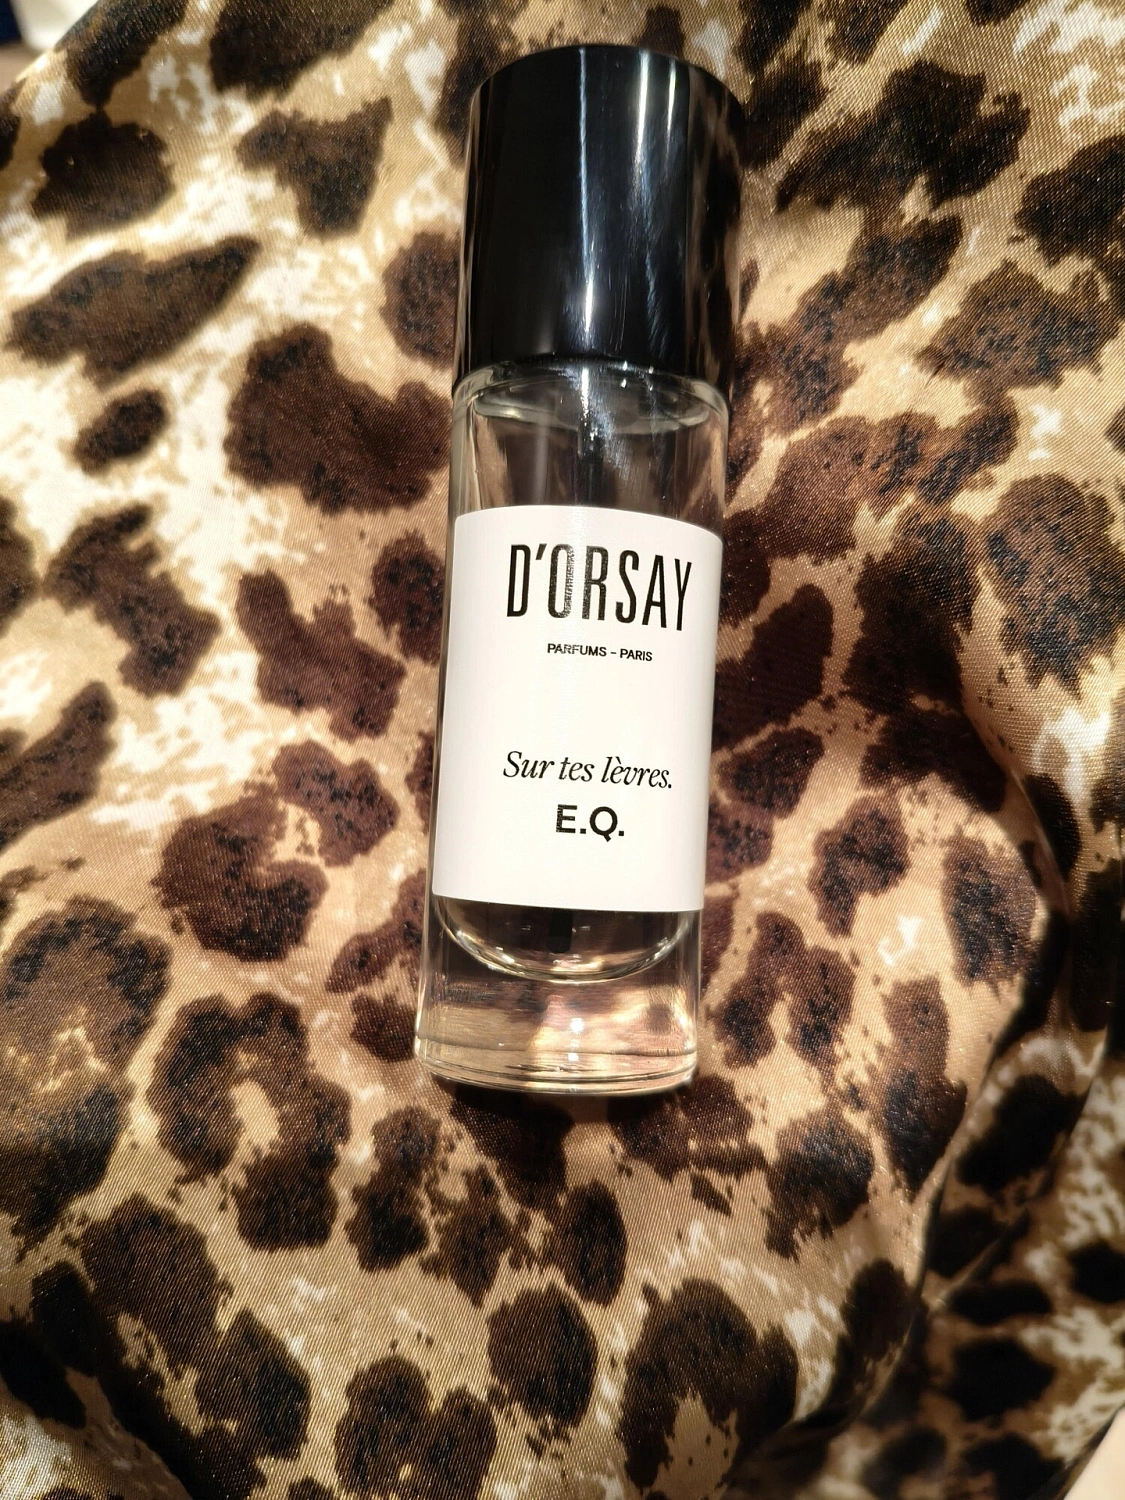 D'ORSAY
PARFUMS - PARIS
Sur tes lèvres.
E.Q.